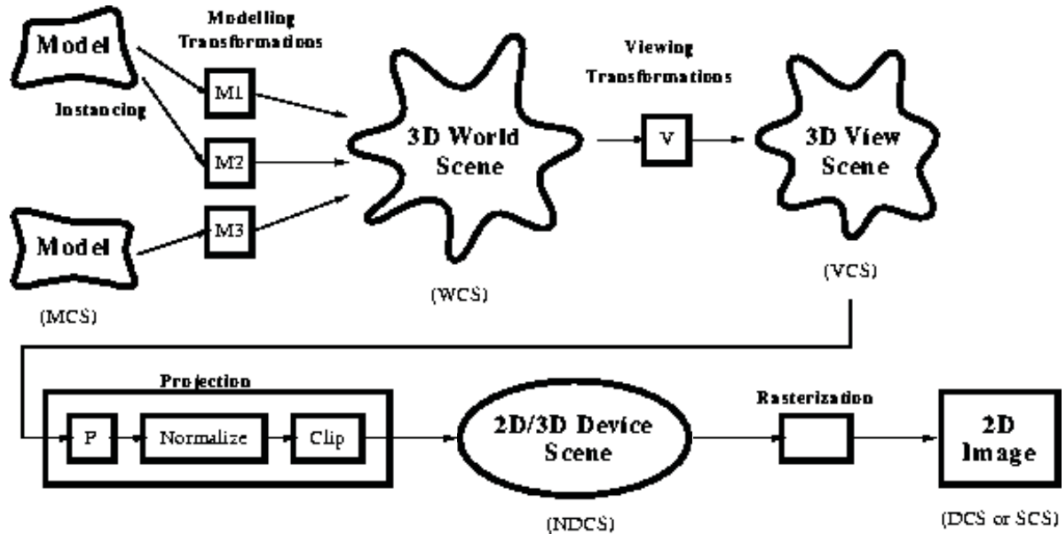 Model
Modelling
Transformations
M1
Instancing
M2
M3
Model
(MCS)
3D World
Scene
(WCS)
Viewing
Transformations
V
3D View
Scene
(VCS)
Projection
P
Normalize
Clip
2D/3D Device
Scene
(NDCS)
Rasterization
2D
Image
(DCS or SCS)